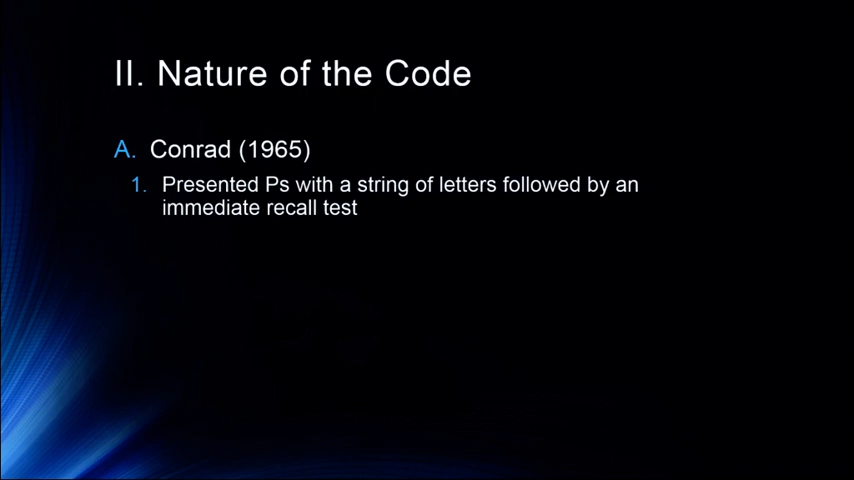 II. Nature of the Code
A. Conrad (1965)
1. Presented Ps with a string of letters followed by an
immediate recall test